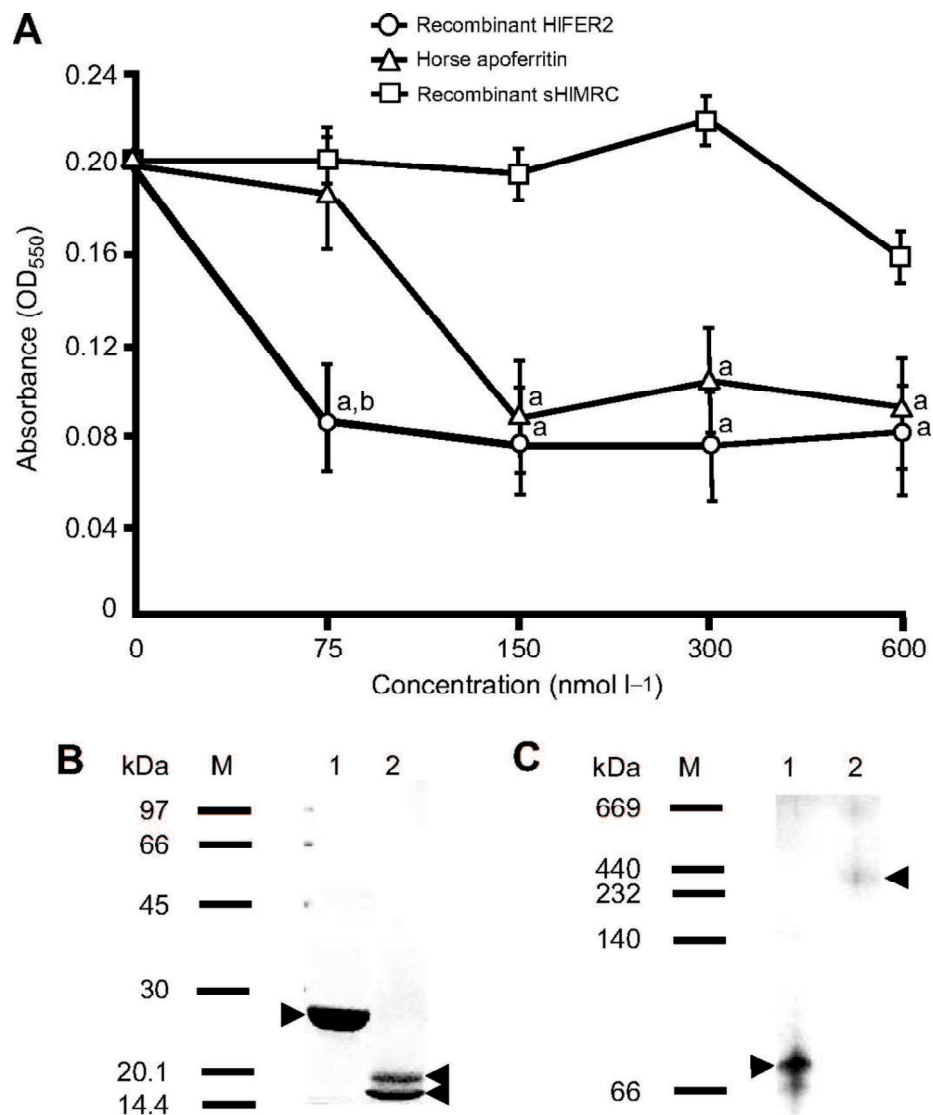 A
Recombinant HlFER2
Horse apoferritin
Recombinant sHlMRC
0.24
0.20
0.16
0.12
0.08
0.04
0
Absorbance (OD550)
a,b
a
a
a
a
a
a
0 75 150 300 600
Concentration (nmol l–1)
B
kDa M 1 2
97
66
45
30
20.1
14.4
C
kDa M 1 2
669
440
232
140
66